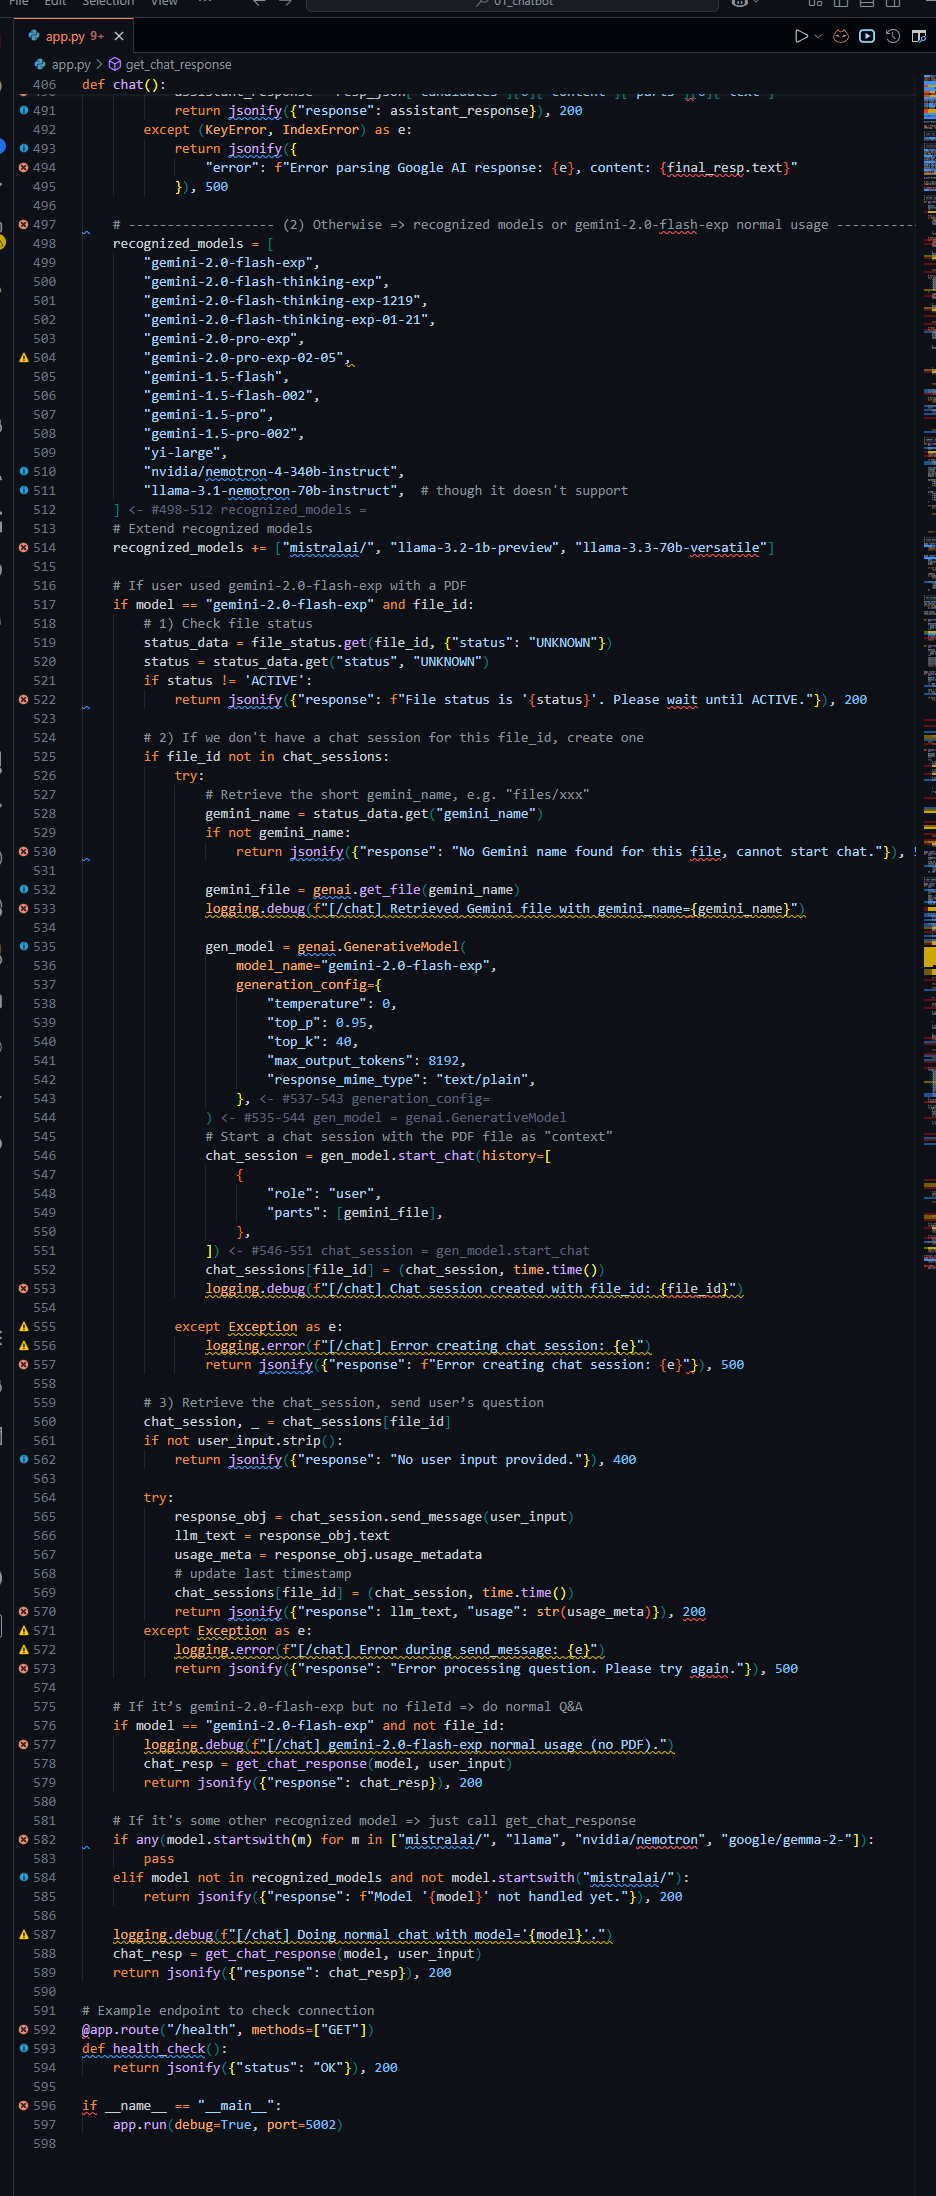 File Edit Selection View ... 01_chatbot
app.py 9+
app.py > get_chat_response
406 def chat():
491 return jsonify({"response": assistant_response}), 200
492 except (KeyError, IndexError) as e:
493 return jsonify({
494 "error": f"Error parsing Google AI response: {e}, content: {final_resp.text}"
495 }), 500
496
497 # ------------------- (2) Otherwise => recognized models or gemini-2.0-flash-exp normal usage ----------
498 recognized_models = [
499 "gemini-2.0-flash-exp",
500 "gemini-2.0-flash-thinking-exp",
501 "gemini-2.0-flash-thinking-exp-1219",
502 "gemini-2.0-flash-thinking-exp-01-21",
503 "gemini-2.0-pro-exp",
504 "gemini-2.0-pro-exp-02-05",
505 "gemini-1.5-flash",
506 "gemini-1.5-flash-002",
507 "gemini-1.5-pro",
508 "gemini-1.5-pro-002",
509 "yi-large",
510 "nvidia/nemotron-4-340b-instruct",
511 "llama-3.1-nemotron-70b-instruct", # though it doesn't support
512 ] <- #498-512 recognized_models =
513 # Extend recognized models
514 recognized_models += ["mistralai/", "llama-3.2-1b-preview", "llama-3.3-70b-versatile"]
515
516 # If user used gemini-2.0-flash-exp with a PDF
517 if model == "gemini-2.0-flash-exp" and file_id:
518 # 1) Check file status
519 status_data = file_status.get(file_id, {"status": "UNKNOWN"})
520 status = status_data.get("status", "UNKNOWN")
521 if status != 'ACTIVE':
522 return jsonify({"response": f"File status is '{status}'. Please wait until ACTIVE."}), 200
523
524 # 2) If we don't have a chat session for this file_id, create one
525 if file_id not in chat_sessions:
526 try:
527 # Retrieve the short gemini_name, e.g. "files/xxx"
528 gemini_name = status_data.get("gemini_name")
529 if not gemini_name:
530 return jsonify({"response": "No Gemini name found for this file, cannot start chat."}),
531
532 gemini_file = genai.get_file(gemini_name)
533 logging.debug(f"[/chat] Retrieved Gemini file with gemini_name={gemini_name}")
534
535 gen_model = genai.GenerativeModel(
536 model_name="gemini-2.0-flash-exp",
537 generation_config={
538 "temperature": 0,
539 "top_p": 0.95,
540 "top_k": 40,
541 "max_output_tokens": 8192,
542 "response_mime_type": "text/plain",
543 }, <- #537-543 generation_config=
544 ) <- #535-544 gen_model = genai.GenerativeModel
545 # Start a chat session with the PDF file as "context"
546 chat_session = gen_model.start_chat(history=[
547 {
548 "role": "user",
549 "parts": [gemini_file],
550 },
551 ]) <- #546-551 chat_session = gen_model.start_chat
552 chat_sessions[file_id] = (chat_session, time.time())
553 logging.debug(f"[/chat] Chat session created with file_id: {file_id}")
554
555 except Exception as e:
556 logging.error(f"[/chat] Error creating chat session: {e}")
557 return jsonify({"response": f"Error creating chat session: {e}"}), 500
558
559 # 3) Retrieve the chat_session, send user’s question
560 chat_session, _ = chat_sessions[file_id]
561 if not user_input.strip():
562 return jsonify({"response": "No user input provided."}), 400
563
564 try:
565 response_obj = chat_session.send_message(user_input)
566 llm_text = response_obj.text
567 usage_meta = response_obj.usage_metadata
568 # update last timestamp
569 chat_sessions[file_id] = (chat_session, time.time())
570 return jsonify({"response": llm_text, "usage": str(usage_meta)}), 200
571 except Exception as e:
572 logging.error(f"[/chat] Error during send_message: {e}")
573 return jsonify({"response": "Error processing question. Please try again."}), 500
574
575 # If it’s gemini-2.0-flash-exp but no fileId => do normal Q&A
576 if model == "gemini-2.0-flash-exp" and not file_id:
577 logging.debug(f"[/chat] gemini-2.0-flash-exp normal usage (no PDF).")
578 chat_resp = get_chat_response(model, user_input)
579 return jsonify({"response": chat_resp}), 200
580
581 # If it's some other recognized model => just call get_chat_response
582 if any(model.startswith(m) for m in ["mistralai/", "llama", "nvidia/nemotron", "google/gemma-2-"]):
583 pass
584 elif model not in recognized_models and not model.startswith("mistralai/"):
585 return jsonify({"response": f"Model '{model}' not handled yet."}), 200
586
587 logging.debug(f"[/chat] Doing normal chat with model='{model}'.")
588 chat_resp = get_chat_response(model, user_input)
589 return jsonify({"response": chat_resp}), 200
590
591 # Example endpoint to check connection
592 @app.route("/health", methods=["GET"])
593 def health_check():
594 return jsonify({"status": "OK"}), 200
595
596 if __name__ == "__main__":
597 app.run(debug=True, port=5002)
598